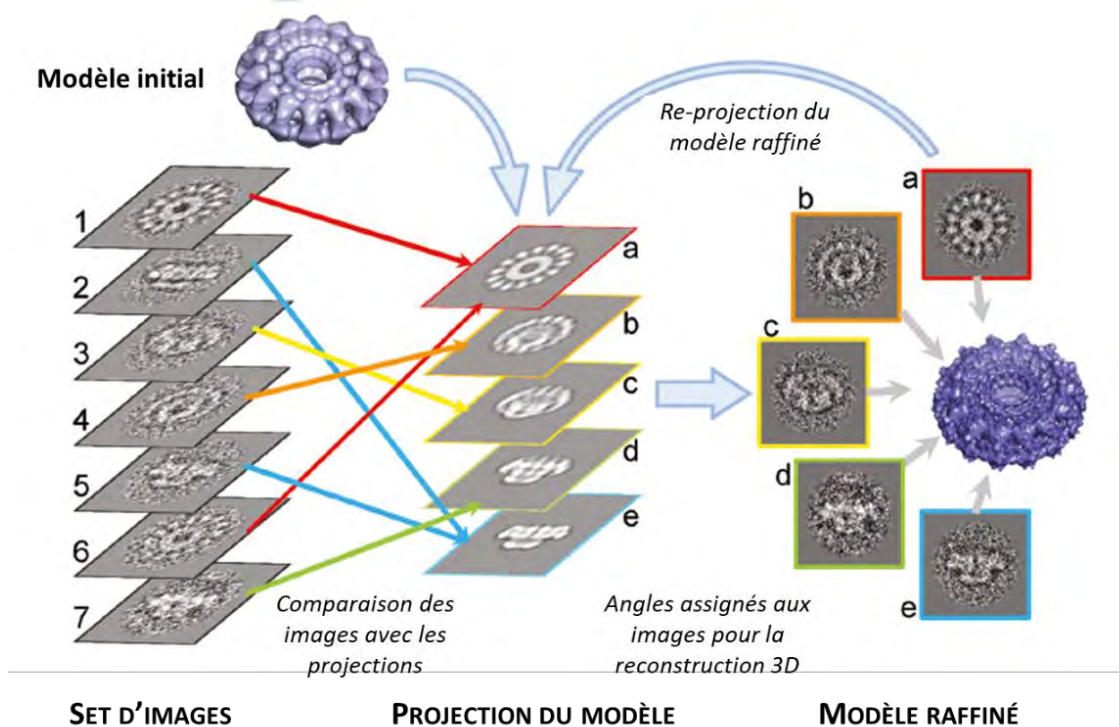 Modèle initial
Re-projection du
modèle raffiné
1
2
3
4
5
6
7
a
b
c
d
e
a
b
c
d
e
Comparaison des
images avec les
projections
Angles assignés aux
images pour la
reconstruction 3D
SET D'IMAGES
PROJECTION DU MODÈLE
MODÈLE RAFFINÉ